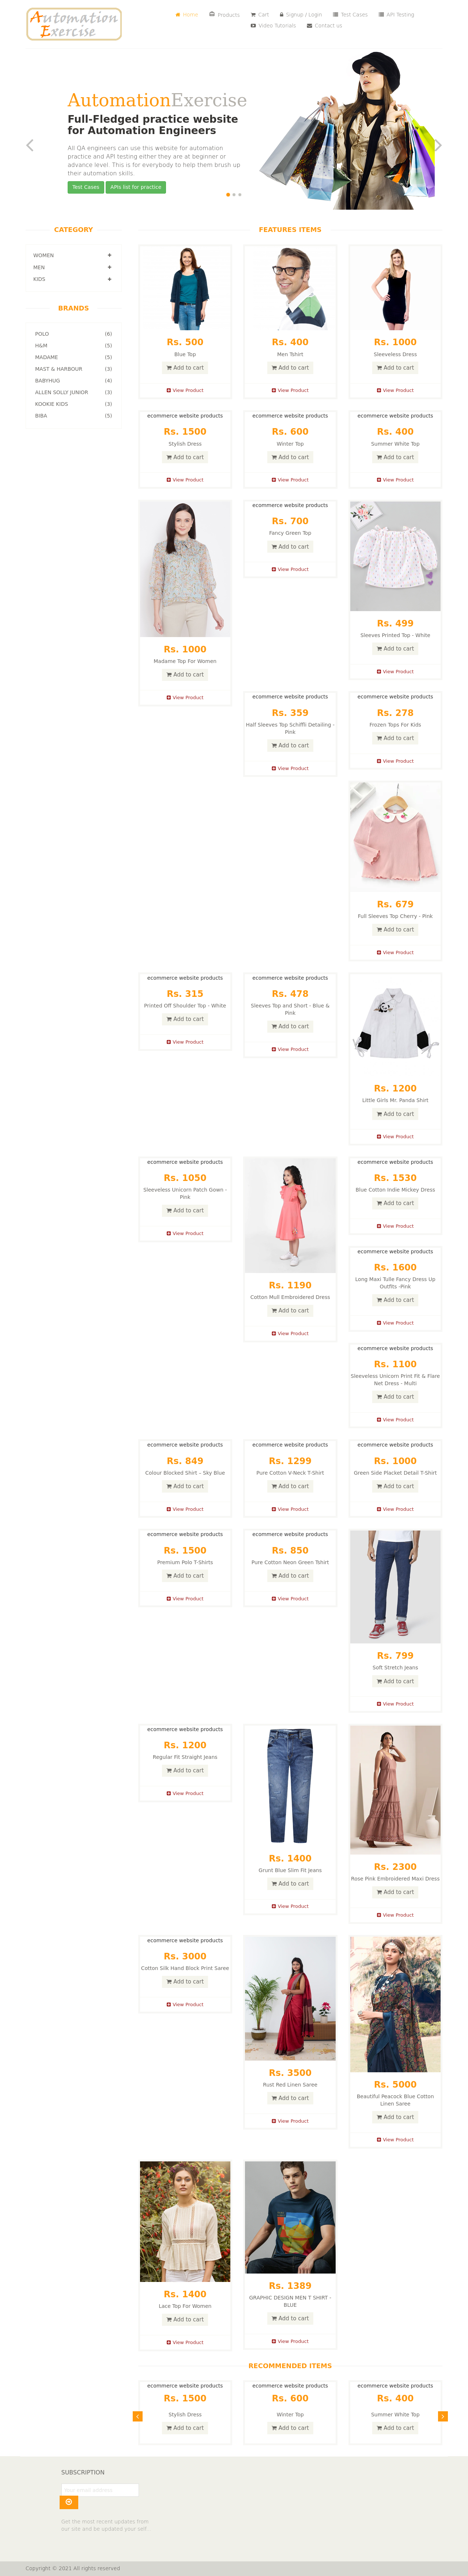 Automation
Exercise
Home
Products
Cart
Signup / Login
Test Cases
API Testing
Video Tutorials
Contact us
AutomationExercise
Full-Fledged practice website
for Automation Engineers
All QA engineers can use this website for automation
practice and API testing either they are at beginner or
advance level. This is for everybody to help them brush up
their automation skills.
Test Cases
APIs list for practice
CATEGORY
WOMEN
MEN
KIDS
BRANDS
POLO (6)
H&M (5)
MADAME (5)
MAST & HARBOUR (3)
BABYHUG (4)
ALLEN SOLLY JUNIOR (3)
KOOKIE KIDS (3)
BIBA (5)
FEATURES ITEMS
Rs. 500
Blue Top
Add to cart
View Product
Rs. 400
Men Tshirt
Add to cart
View Product
Rs. 1000
Sleeveless Dress
Add to cart
View Product
ecommerce website products
Rs. 1500
Stylish Dress
Add to cart
View Product
ecommerce website products
Rs. 600
Winter Top
Add to cart
View Product
ecommerce website products
Rs. 400
Summer White Top
Add to cart
View Product
Rs. 1000
Madame Top For Women
Add to cart
View Product
ecommerce website products
Rs. 700
Fancy Green Top
Add to cart
View Product
Rs. 499
Sleeves Printed Top - White
Add to cart
View Product
ecommerce website products
Rs. 359
Half Sleeves Top Schiffli Detailing -
Pink
Add to cart
View Product
ecommerce website products
Rs. 278
Frozen Tops For Kids
Add to cart
View Product
Rs. 679
Full Sleeves Top Cherry - Pink
Add to cart
View Product
ecommerce website products
Rs. 315
Printed Off Shoulder Top - White
Add to cart
View Product
ecommerce website products
Rs. 478
Sleeves Top and Short - Blue &
Pink
Add to cart
View Product
Rs. 1200
Little Girls Mr. Panda Shirt
Add to cart
View Product
ecommerce website products
Rs. 1050
Sleeveless Unicorn Patch Gown -
Pink
Add to cart
View Product
Rs. 1190
Cotton Mull Embroidered Dress
Add to cart
View Product
ecommerce website products
Rs. 1530
Blue Cotton Indie Mickey Dress
Add to cart
View Product
ecommerce website products
Rs. 1600
Long Maxi Tulle Fancy Dress Up
Outfits -Pink
Add to cart
View Product
ecommerce website products
Rs. 1100
Sleeveless Unicorn Print Fit & Flare
Net Dress - Multi
Add to cart
View Product
ecommerce website products
Rs. 849
Colour Blocked Shirt – Sky Blue
Add to cart
View Product
ecommerce website products
Rs. 1299
Pure Cotton V-Neck T-Shirt
Add to cart
View Product
ecommerce website products
Rs. 1000
Green Side Placket Detail T-Shirt
Add to cart
View Product
ecommerce website products
Rs. 1500
Premium Polo T-Shirts
Add to cart
View Product
ecommerce website products
Rs. 850
Pure Cotton Neon Green Tshirt
Add to cart
View Product
Rs. 799
Soft Stretch Jeans
Add to cart
View Product
ecommerce website products
Rs. 1200
Regular Fit Straight Jeans
Add to cart
View Product
Rs. 1400
Grunt Blue Slim Fit Jeans
Add to cart
View Product
Rs. 2300
Rose Pink Embroidered Maxi Dress
Add to cart
View Product
ecommerce website products
Rs. 3000
Cotton Silk Hand Block Print Saree
Add to cart
View Product
Rs. 3500
Rust Red Linen Saree
Add to cart
View Product
Rs. 5000
Beautiful Peacock Blue Cotton
Linen Saree
Add to cart
View Product
Rs. 1400
Lace Top For Women
Add to cart
View Product
Rs. 1389
GRAPHIC DESIGN MEN T SHIRT -
BLUE
Add to cart
View Product
RECOMMENDED ITEMS
ecommerce website products
Rs. 1500
Stylish Dress
Add to cart
ecommerce website products
Rs. 600
Winter Top
Add to cart
ecommerce website products
Rs. 400
Summer White Top
Add to cart
SUBSCRIPTION
Your email address
Get the most recent updates from
our site and be updated your self...
Copyright © 2021 All rights reserved